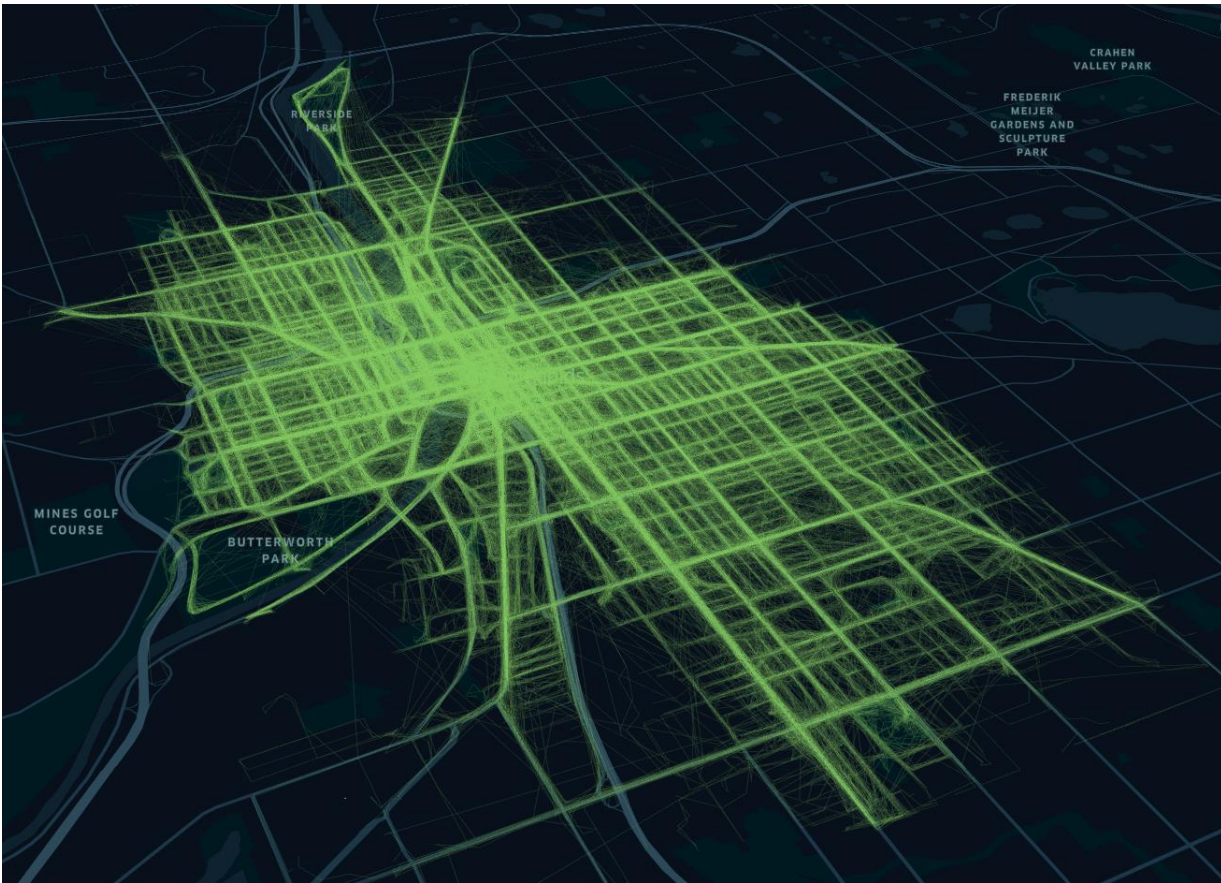 CRAHEN
VALLEY PARK
FREDERIK
MEIJER
GARDENS AND
SCULPTURE
PARK
RIVERSIDE
PARK
MINES GOLF
COURSE
BUTTERWORTH
PARK